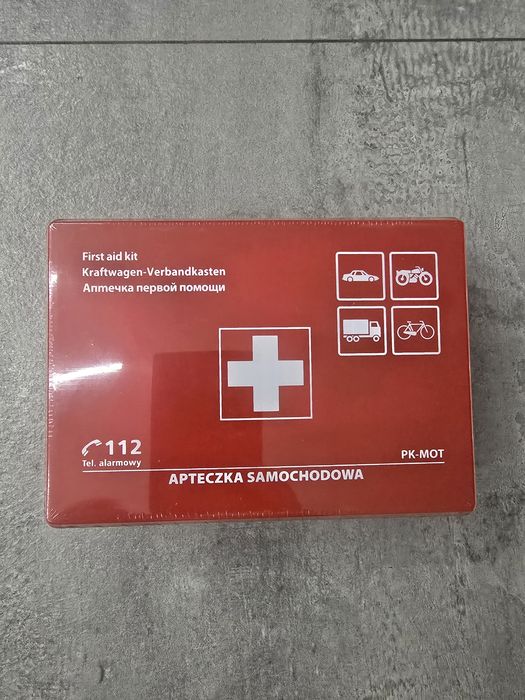 First aid kit
Kraftwagen-Verbandkasten
Аптечка первой помощи
112
Tel. alarmowy
PK-MOT
APTECZKA SAMOCHODOWA